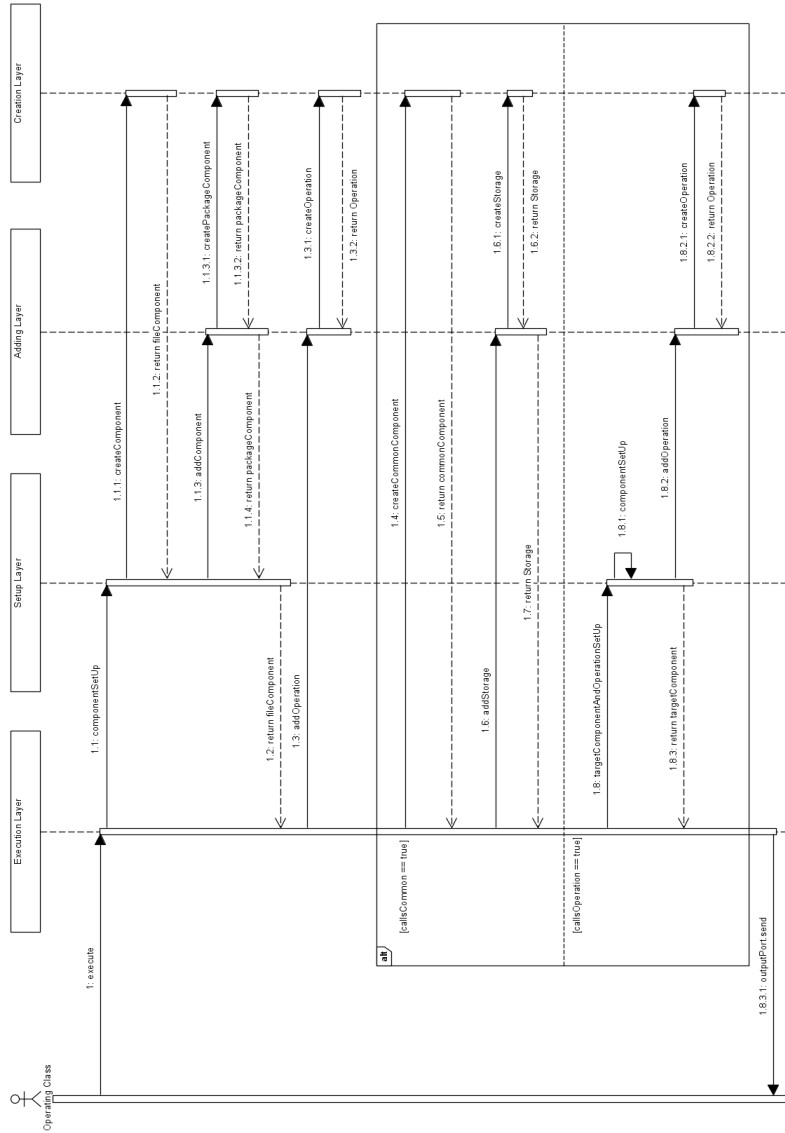 Operating Class
Execution Layer
Setup Layer
Adding Layer
Creation Layer
1: execute
1.1: componentSetUp
1.1.1: createComponent
1.1.2: return fileComponent
1.1.3: addComponent
1.1.3.1: createPackageComponent
1.1.3.2: return packageComponent
1.1.4: return packageComponent
1.2: return fileComponent
1.3: addOperation
1.3.1: createOperation
1.3.2: return Operation
alt
[callsCommon == true]
1.4: createCommonComponent
1.5: return commonComponent
1.6: addStorage
1.6.1: createStorage
1.6.2: return Storage
1.7: return Storage
[callsOperation == true]
1.8: targetComponentAndOperationSetUp
1.8.1: componentSetUp
1.8.2: addOperation
1.8.2.1: createOperation
1.8.2.2: return Operation
1.8.3: return targetComponent
1.8.3.1: outputPort.send